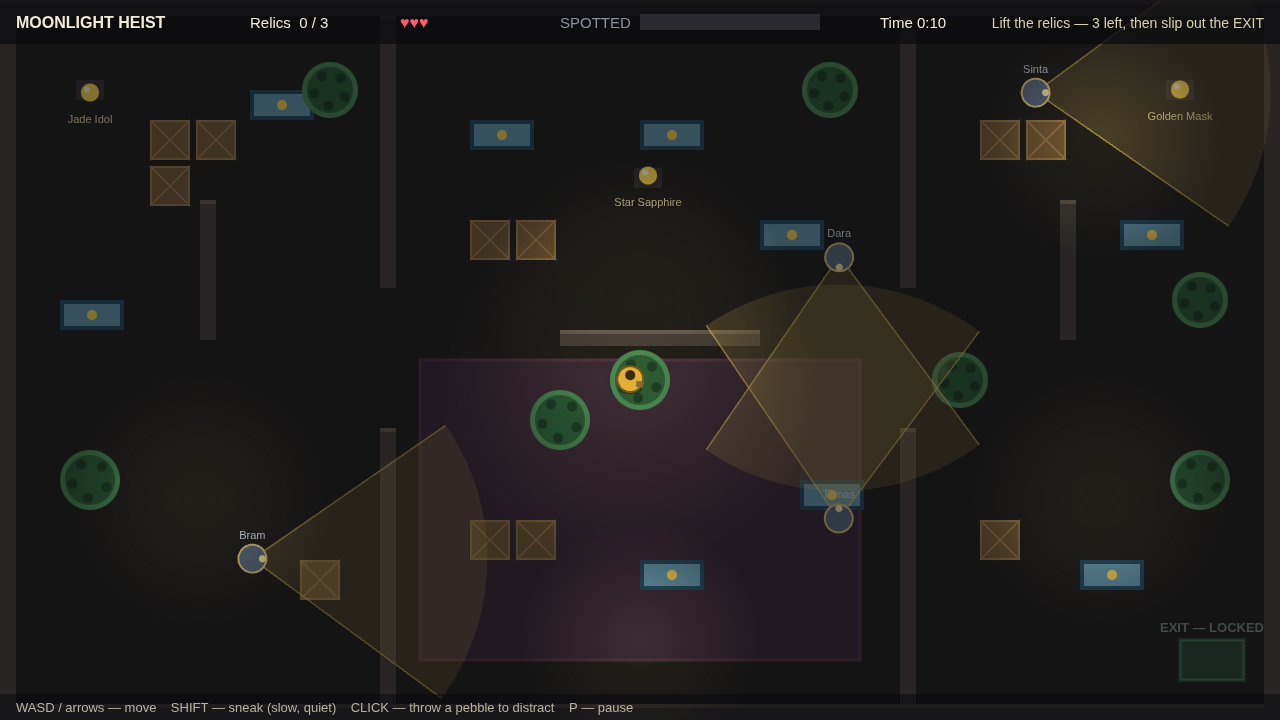 MOONLIGHT HEIST Relics 0 / 3 ♥♥♥ SPOTTED Time 0:10 Lift the relics — 3 left, then slip out the EXIT
Sinta
Jade Idol
Golden Mask
Star Sapphire
Dara
Tomas
Bram
EXIT — LOCKED
WASD / arrows — move SHIFT — sneak (slow, quiet) CLICK — throw a pebble to distract P — pause